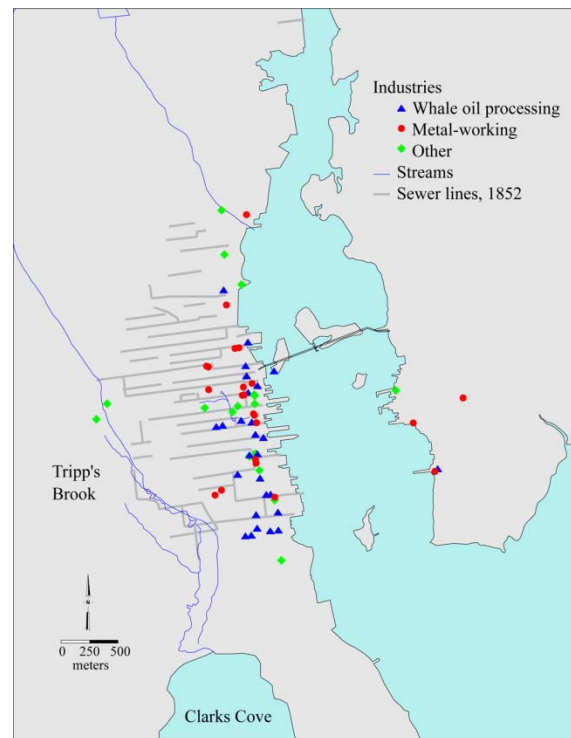 Industries
Whale oil processing
Metal-working
Other
Streams
Sewer lines, 1852
Tripp's
Brook
N
0 250 500
meters
Clarks Cove